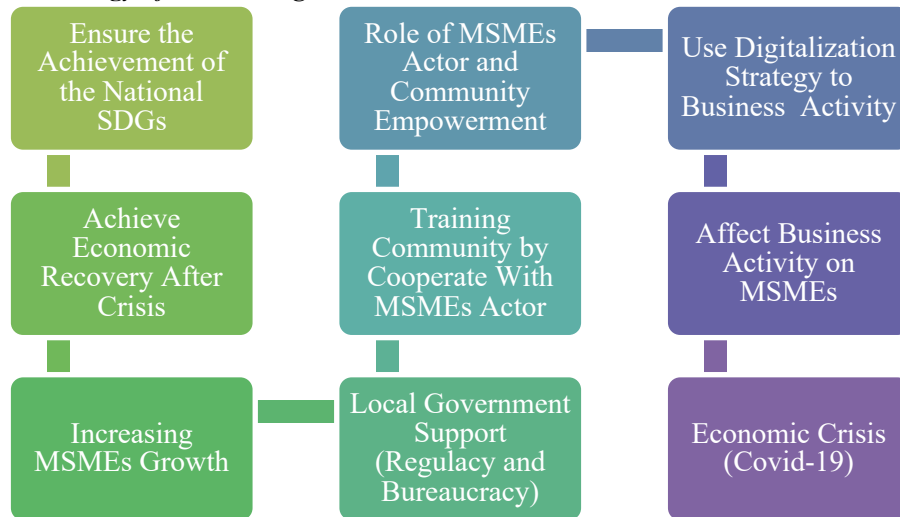 Ensure the
Achievement of
the National
SDGs
Role of MSMEs
Actor and
Community
Empowerment
Use Digitalization
Strategy to
Business Activity
Achieve
Economic
Recovery After
Crisis
Training
Community by
Cooperate With
MSMEs Actor
Affect Business
Activity on
MSMEs
Increasing
MSMEs Growth
Local Government
Support
(Regulacy and
Bureaucracy)
Economic Crisis
(Covid-19)